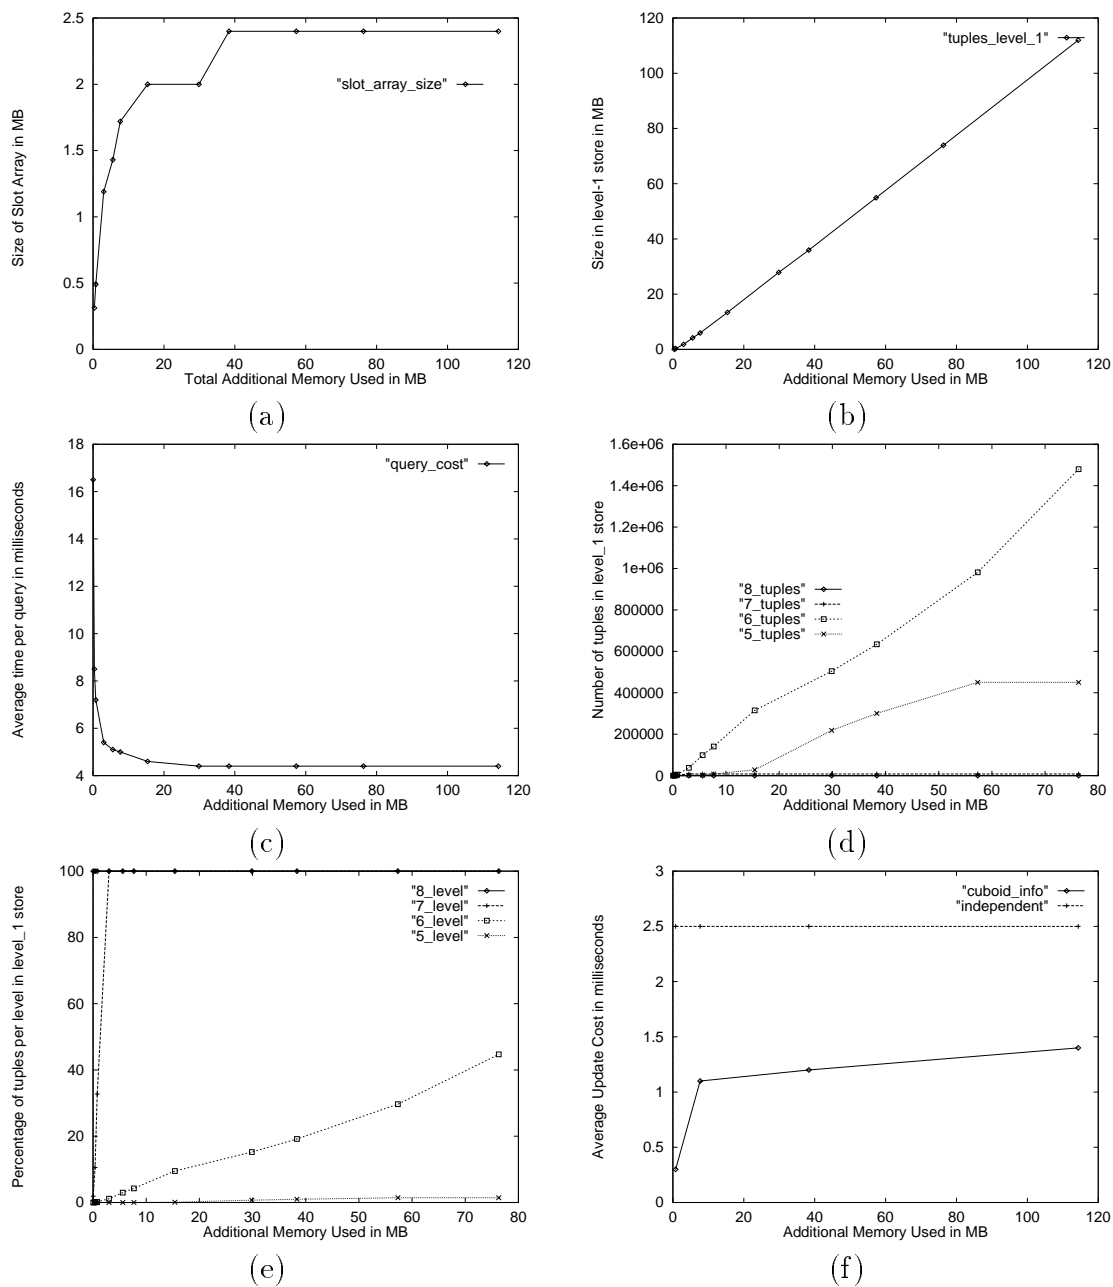 2.5
2
1.5
1
0.5
0
0 20 40 60 80 100 120
Size of Slot Array in MB
Total Additional Memory Used in MB
"slot_array_size"
(a)
120
100
80
60
40
20
0
0 20 40 60 80 100 120
Size in level-1 store in MB
Additional Memory Used in MB
"tuples_level_1"
(b)
18
16
14
12
10
8
6
4
0 20 40 60 80 100 120
Average time per query in milliseconds
Additional Memory Used in MB
"query_cost"
(c)
1.6e+06
1.4e+06
1.2e+06
1e+06
800000
600000
400000
200000
0
0 10 20 30 40 50 60 70 80
Number of tuples in level_1 store
Additional Memory Used in MB
"8_tuples"
"7_tuples"
"6_tuples"
"5_tuples"
(d)
100
80
60
40
20
0
0 10 20 30 40 50 60 70 80
Percentage of tuples per level in level_1 store
Additional Memory Used in MB
"8_level"
"7_level"
"6_level"
"5_level"
(e)
3
2.5
2
1.5
1
0.5
0
0 20 40 60 80 100 120
Average Update Cost in milliseconds
Additional Memory Used in MB
"cuboid_info"
"independent"
(f)